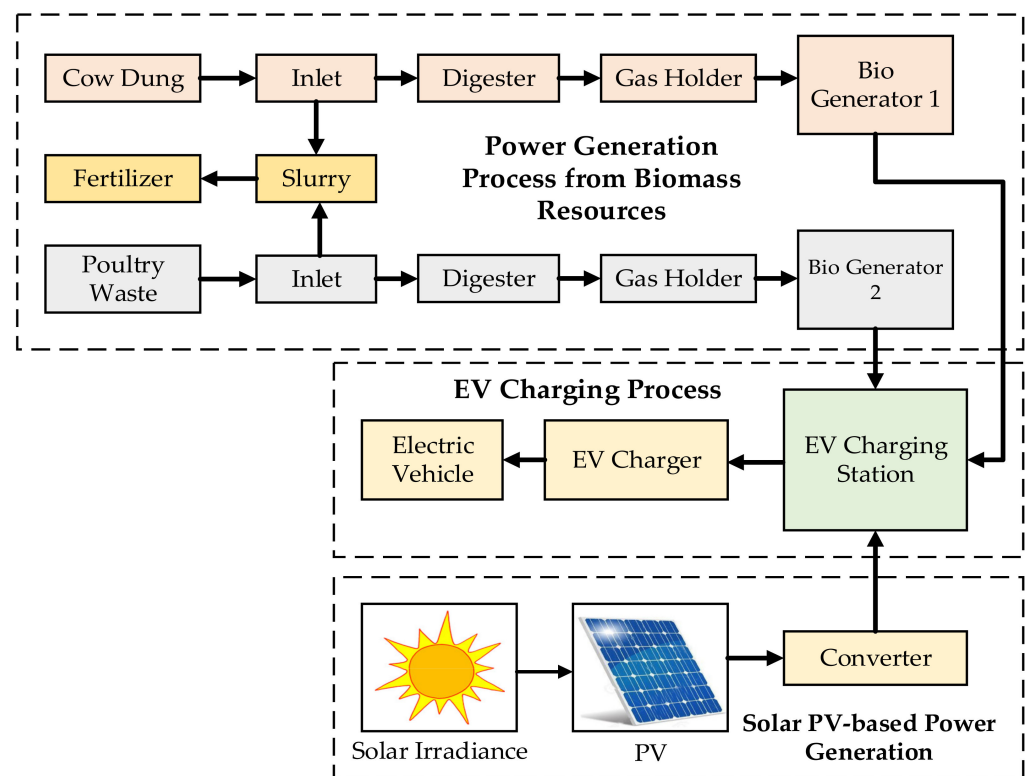 Cow Dung
Inlet
Digester
Gas Holder
Bio
Generator 1
Fertilizer
Slurry
Power Generation
Process from Biomass
Resources
Poultry
Waste
Inlet
Digester
Gas Holder
Bio Generator
2
EV Charging Process
Electric
Vehicle
EV Charger
EV Charging
Station
Converter
Solar Irradiance
PV
Solar PV-based Power
Generation